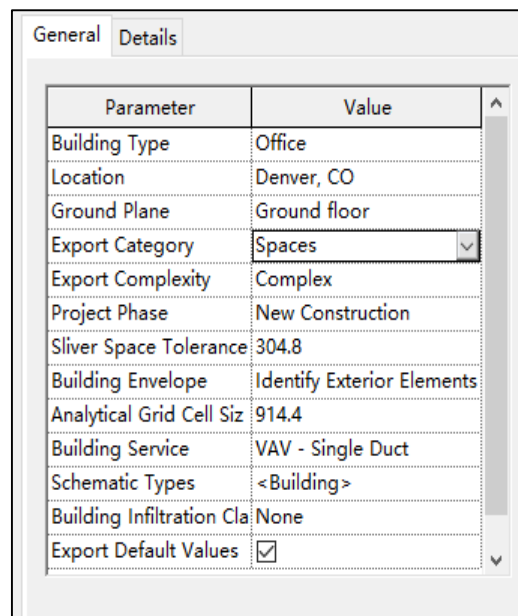 General Details
Parameter Value
Building Type Office
Location Denver, CO
Ground Plane Ground floor
Export Category Spaces
Export Complexity Complex
Project Phase New Construction
Sliver Space Tolerance 304.8
Building Envelope Identify Exterior Elements
Analytical Grid Cell Siz 914.4
Building Service VAV - Single Duct
Schematic Types <Building>
Building Infiltration Cla None
Export Default Values